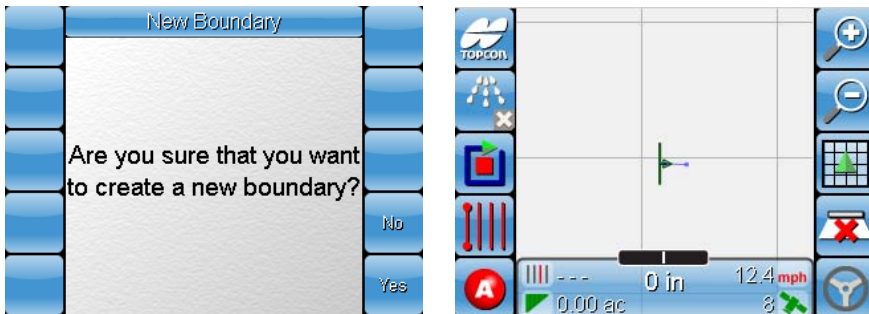 New Boundary
Are you sure that you want
to create a new boundary?
No
Yes
TOPCON
A
- - -
0 in
12.4 mph
0.00 ac
8